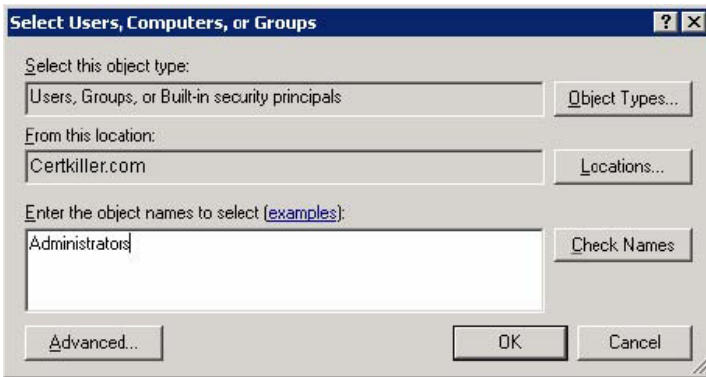 Select Users, Computers, or Groups
Select this object type:
Users, Groups, or Built-in security principals
Object Types...
From this location:
Certkiller.com
Locations...
Enter the object names to select (examples):
Administrators
Check Names
Advanced...
OK
Cancel